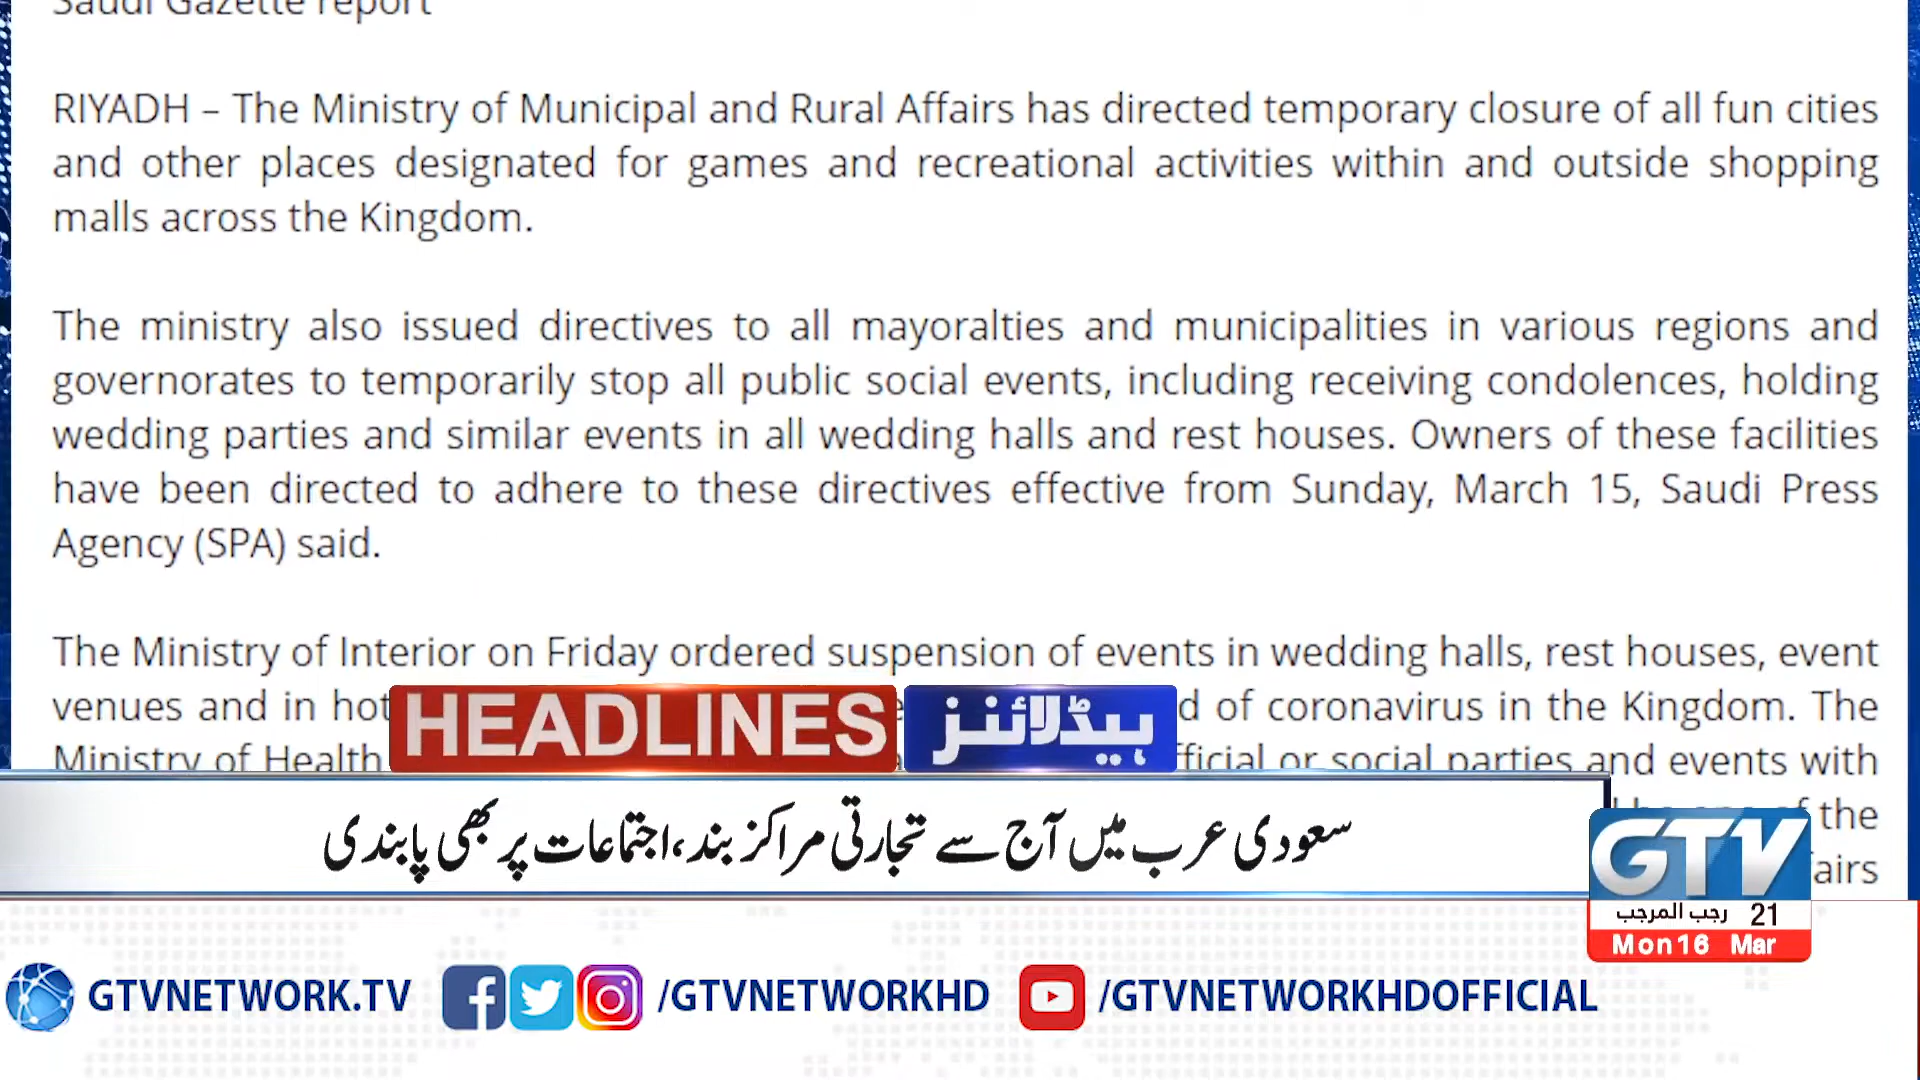 Saudi Gazette report
RIYADH – The Ministry of Municipal and Rural Affairs has directed temporary closure of all fun cities
and other places designated for games and recreational activities within and outside shopping
malls across the Kingdom.
The ministry also issued directives to all mayoralties and municipalities in various regions and
governorates to temporarily stop all public social events, including receiving condolences, holding
wedding parties and similar events in all wedding halls and rest houses. Owners of these facilities
have been directed to adhere to these directives effective from Sunday, March 15, Saudi Press
Agency (SPA) said.
The Ministry of Interior on Friday ordered suspension of events in wedding halls, rest houses, event
venues and in d of coronavirus in the Kingdom. The
Ministry of Health or social parties and events with
of the
HEADLINES ہیڈلائنز
سعودی عرب میں آج سے تجارتی مراکز بند، اجتماعات پر بھی پابندی
GTV
21 رجب المرجب
Mon 16 Mar
GTVNETWORK.TV /GTVNETWORKHD /GTVNETWORKHDOFFICIAL